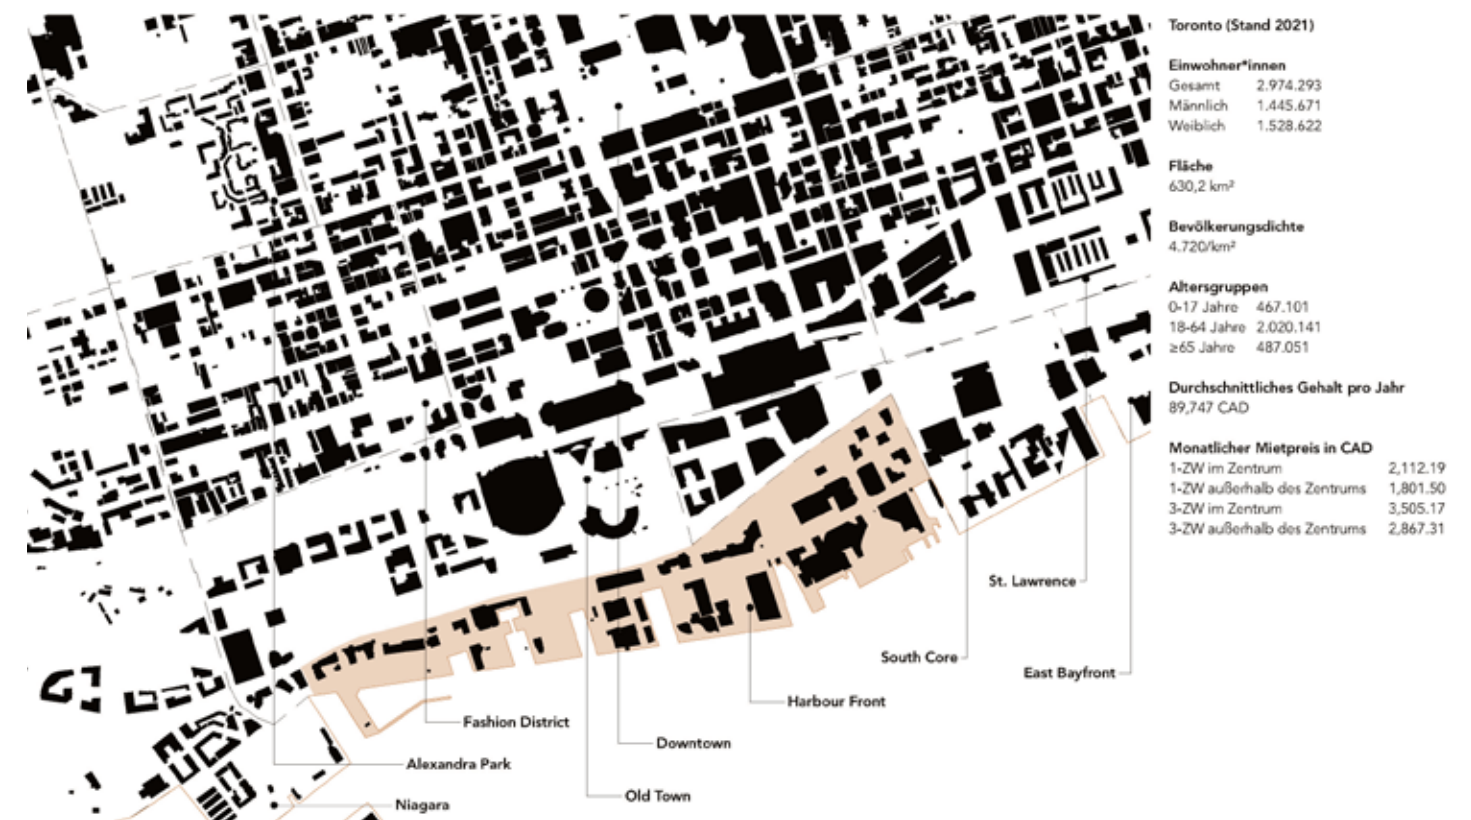 Toronto (Stand 2021)
Einwohner*innen
Gesamt 2.974.293
Männlich 1.445.671
Weiblich 1.528.622
Fläche
630,2 km²
Bevölkerungsdichte
4.720/km²
Altersgruppen
0-17 Jahre 467.101
18-64 Jahre 2.020.141
≥65 Jahre 487.051
Durchschnittliches Gehalt pro Jahr
89,747 CAD
Monatlicher Mietpreis in CAD
1-ZW im Zentrum 2,112.19
1-ZW außerhalb des Zentrums 1,801.50
3-ZW im Zentrum 3,505.17
3-ZW außerhalb des Zentrums 2,867.31
St. Lawrence
South Core
East Bayfront
Harbour Front
Fashion District
Downtown
Alexandra Park
Old Town
Niagara